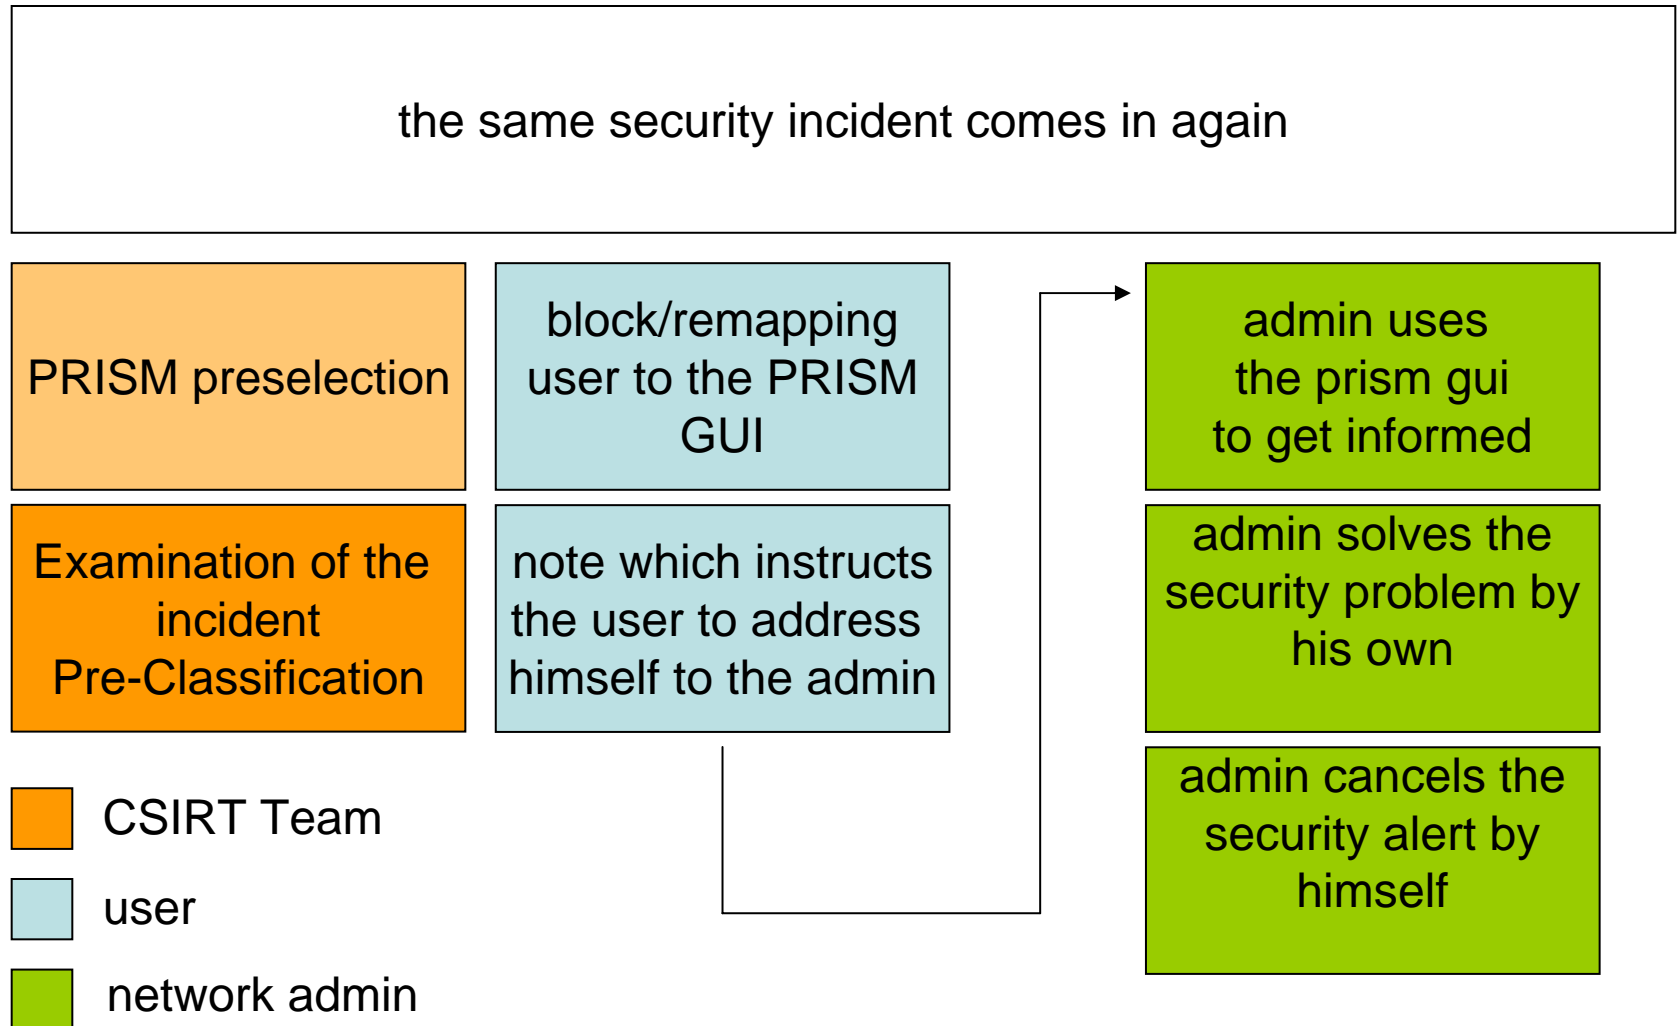 the same security incident comes in again
PRISM preselection
Examination of the
incident
Pre-Classification
block/remapping
user to the PRISM
GUI
note which instructs
the user to address
himself to the admin
admin uses
the prism gui
to get informed
admin solves the
security problem by
his own
admin cancels the
security alert by
himself
CSIRT Team
user
network admin